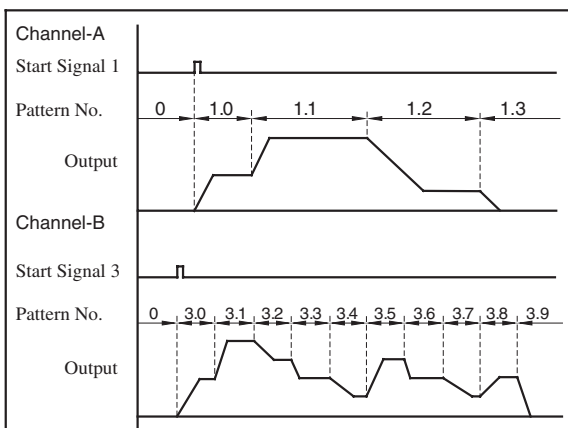 Channel-A
Start Signal 1
Pattern No. 0 1.0 1.1 1.2 1.3
Output
Channel-B
Start Signal 3
Pattern No. 0 3.0 3.1 3.2 3.3 3.4 3.5 3.6 3.7 3.8 3.9
Output